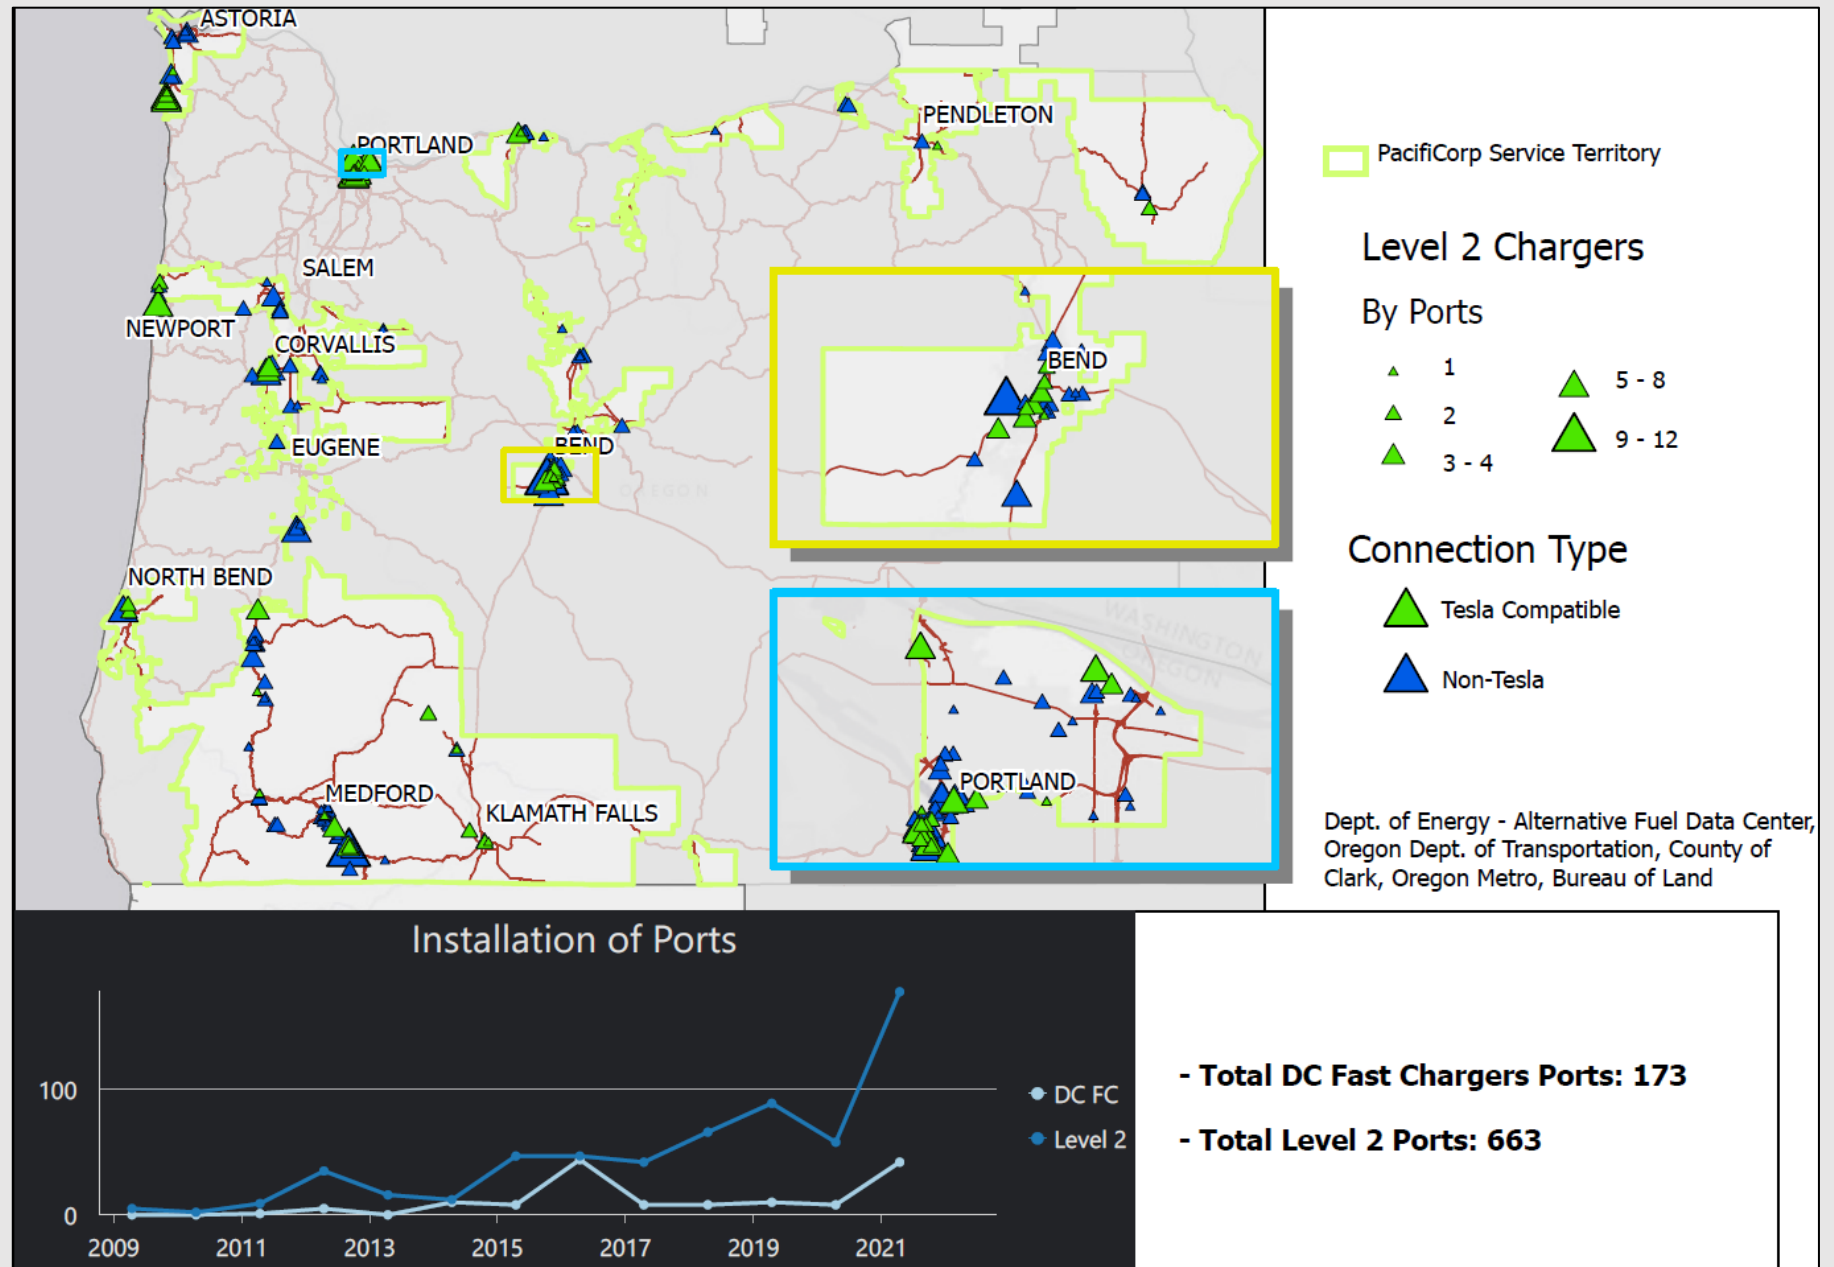 ASTORIA
PORTLAND
PENDLETON
SALEM
NEWPORT
CORVALLIS
EUGENE
BEND
OREGON
NORTH BEND
MEDFORD
KLAMATH FALLS
BEND
WASHINGTON
OREGON
PORTLAND
PacifiCorp Service Territory
Level 2 Chargers
By Ports
1
2
3 - 4
5 - 8
9 - 12
Connection Type
Tesla Compatible
Non-Tesla
Dept. of Energy - Alternative Fuel Data Center,
Oregon Dept. of Transportation, County of
Clark, Oregon Metro, Bureau of Land
Installation of Ports
100
0
2009 2011 2013 2015 2017 2019 2021
DC FC
Level 2
- Total DC Fast Chargers Ports: 173
- Total Level 2 Ports: 663